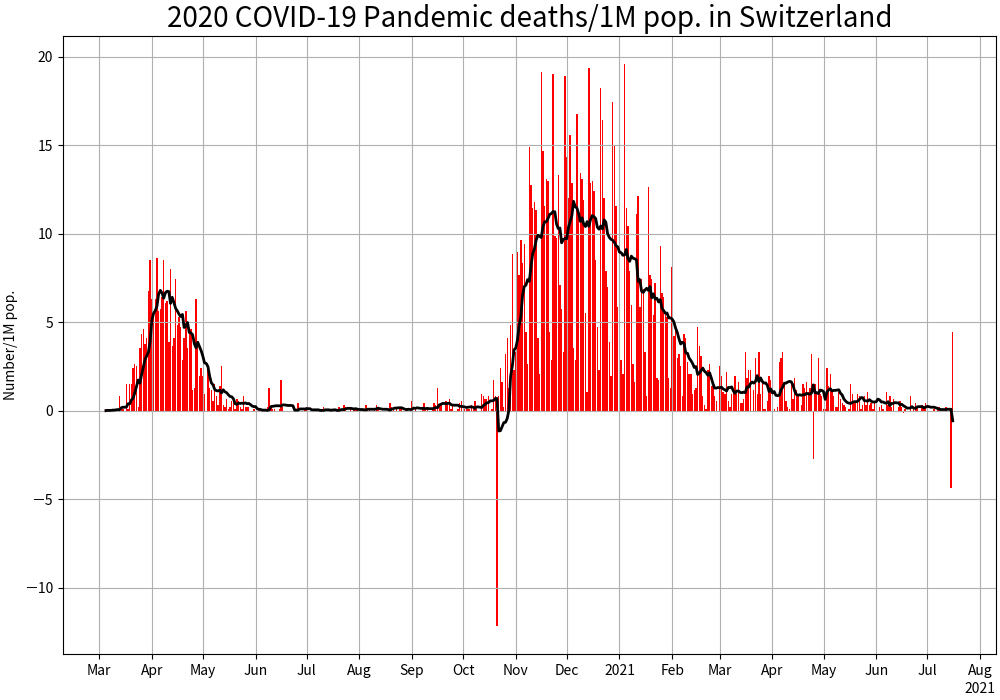 2020 COVID-19 Pandemic deaths/1M pop. in Switzerland
Number/1M pop.
20
15
10
5
0
−5
−10
Mar Apr May Jun Jul Aug Sep Oct Nov Dec 2021 Feb Mar Apr May Jun Jul Aug
2021